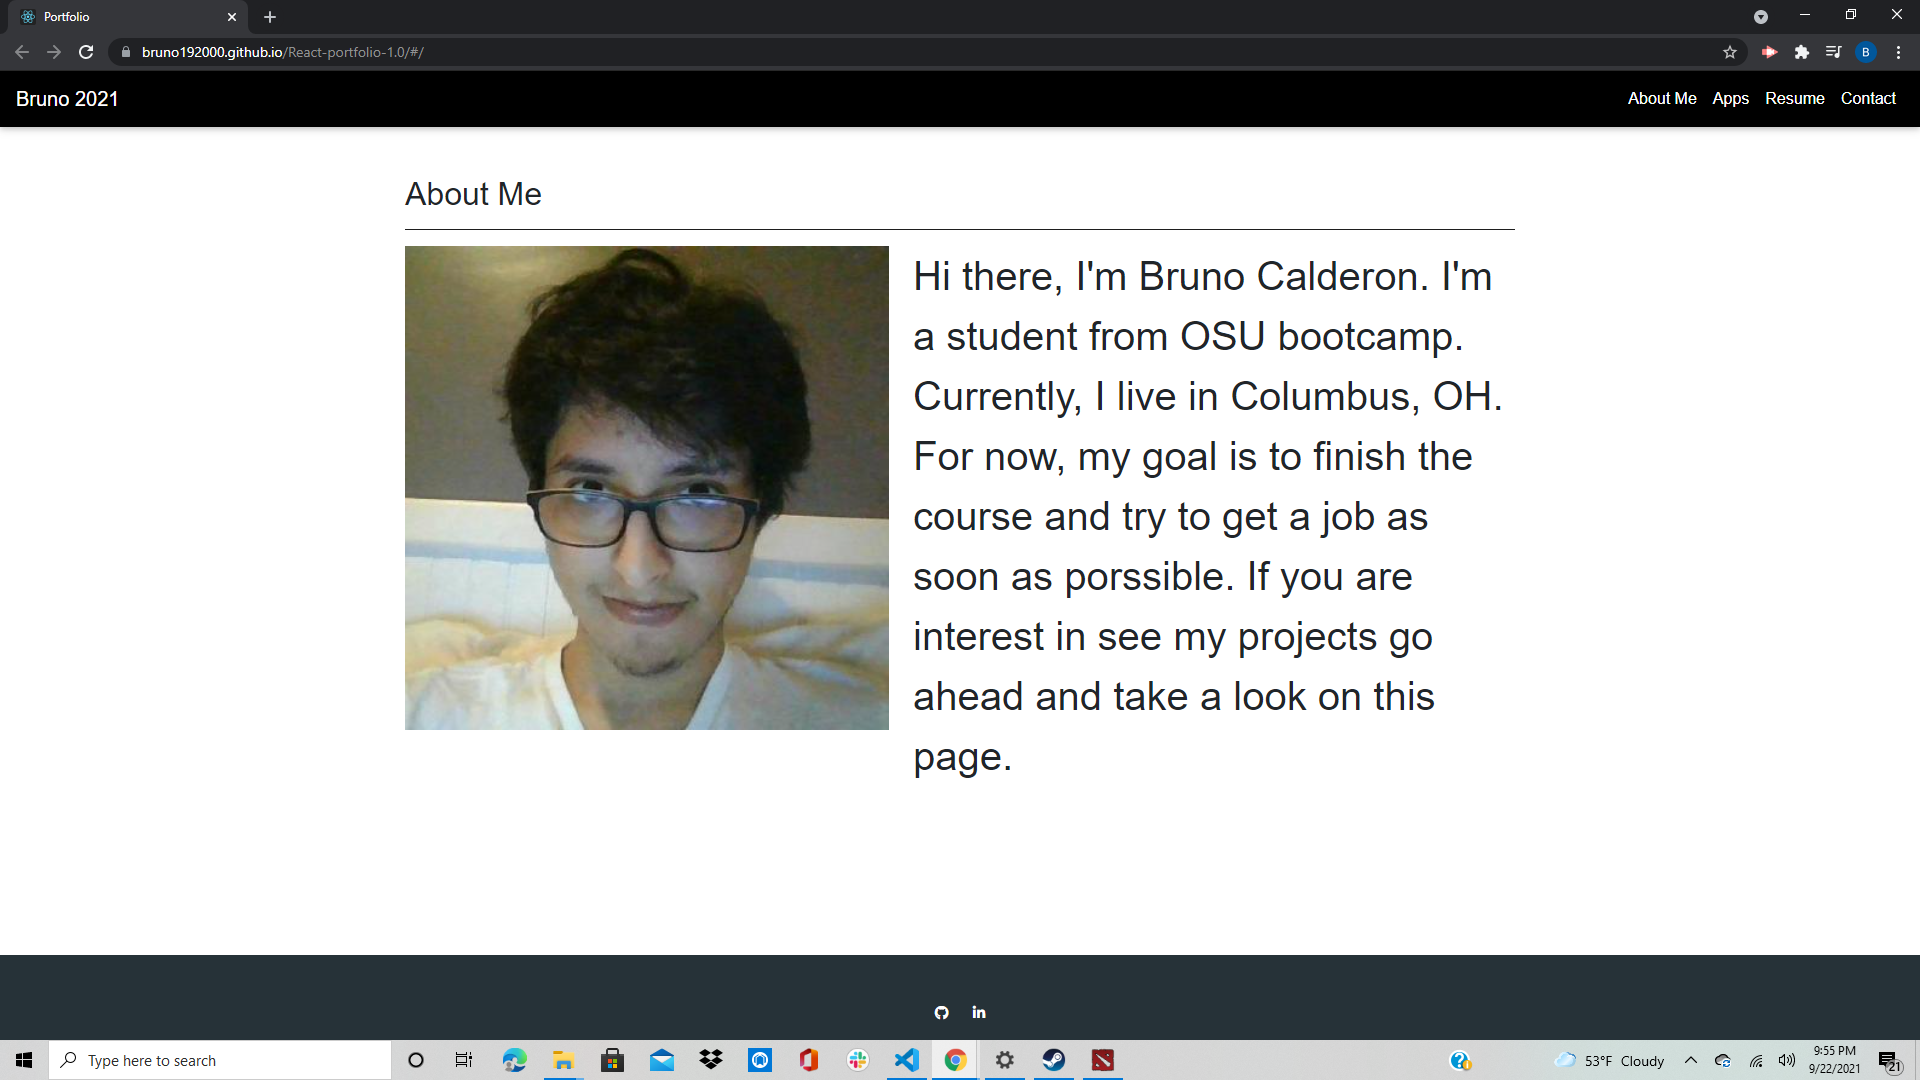 Portfolio
bruno192000.github.io/React-portfolio-1.0/#/
B
Bruno 2021
About Me Apps Resume Contact
About Me
Hi there, I'm Bruno Calderon. I'm
a student from OSU bootcamp.
Currently, I live in Columbus, OH.
For now, my goal is to finish the
course and try to get a job as
soon as porssible. If you are
interest in see my projects go
ahead and take a look on this
page.
in
Type here to search
53°F Cloudy
9:55 PM
9/22/2021
21